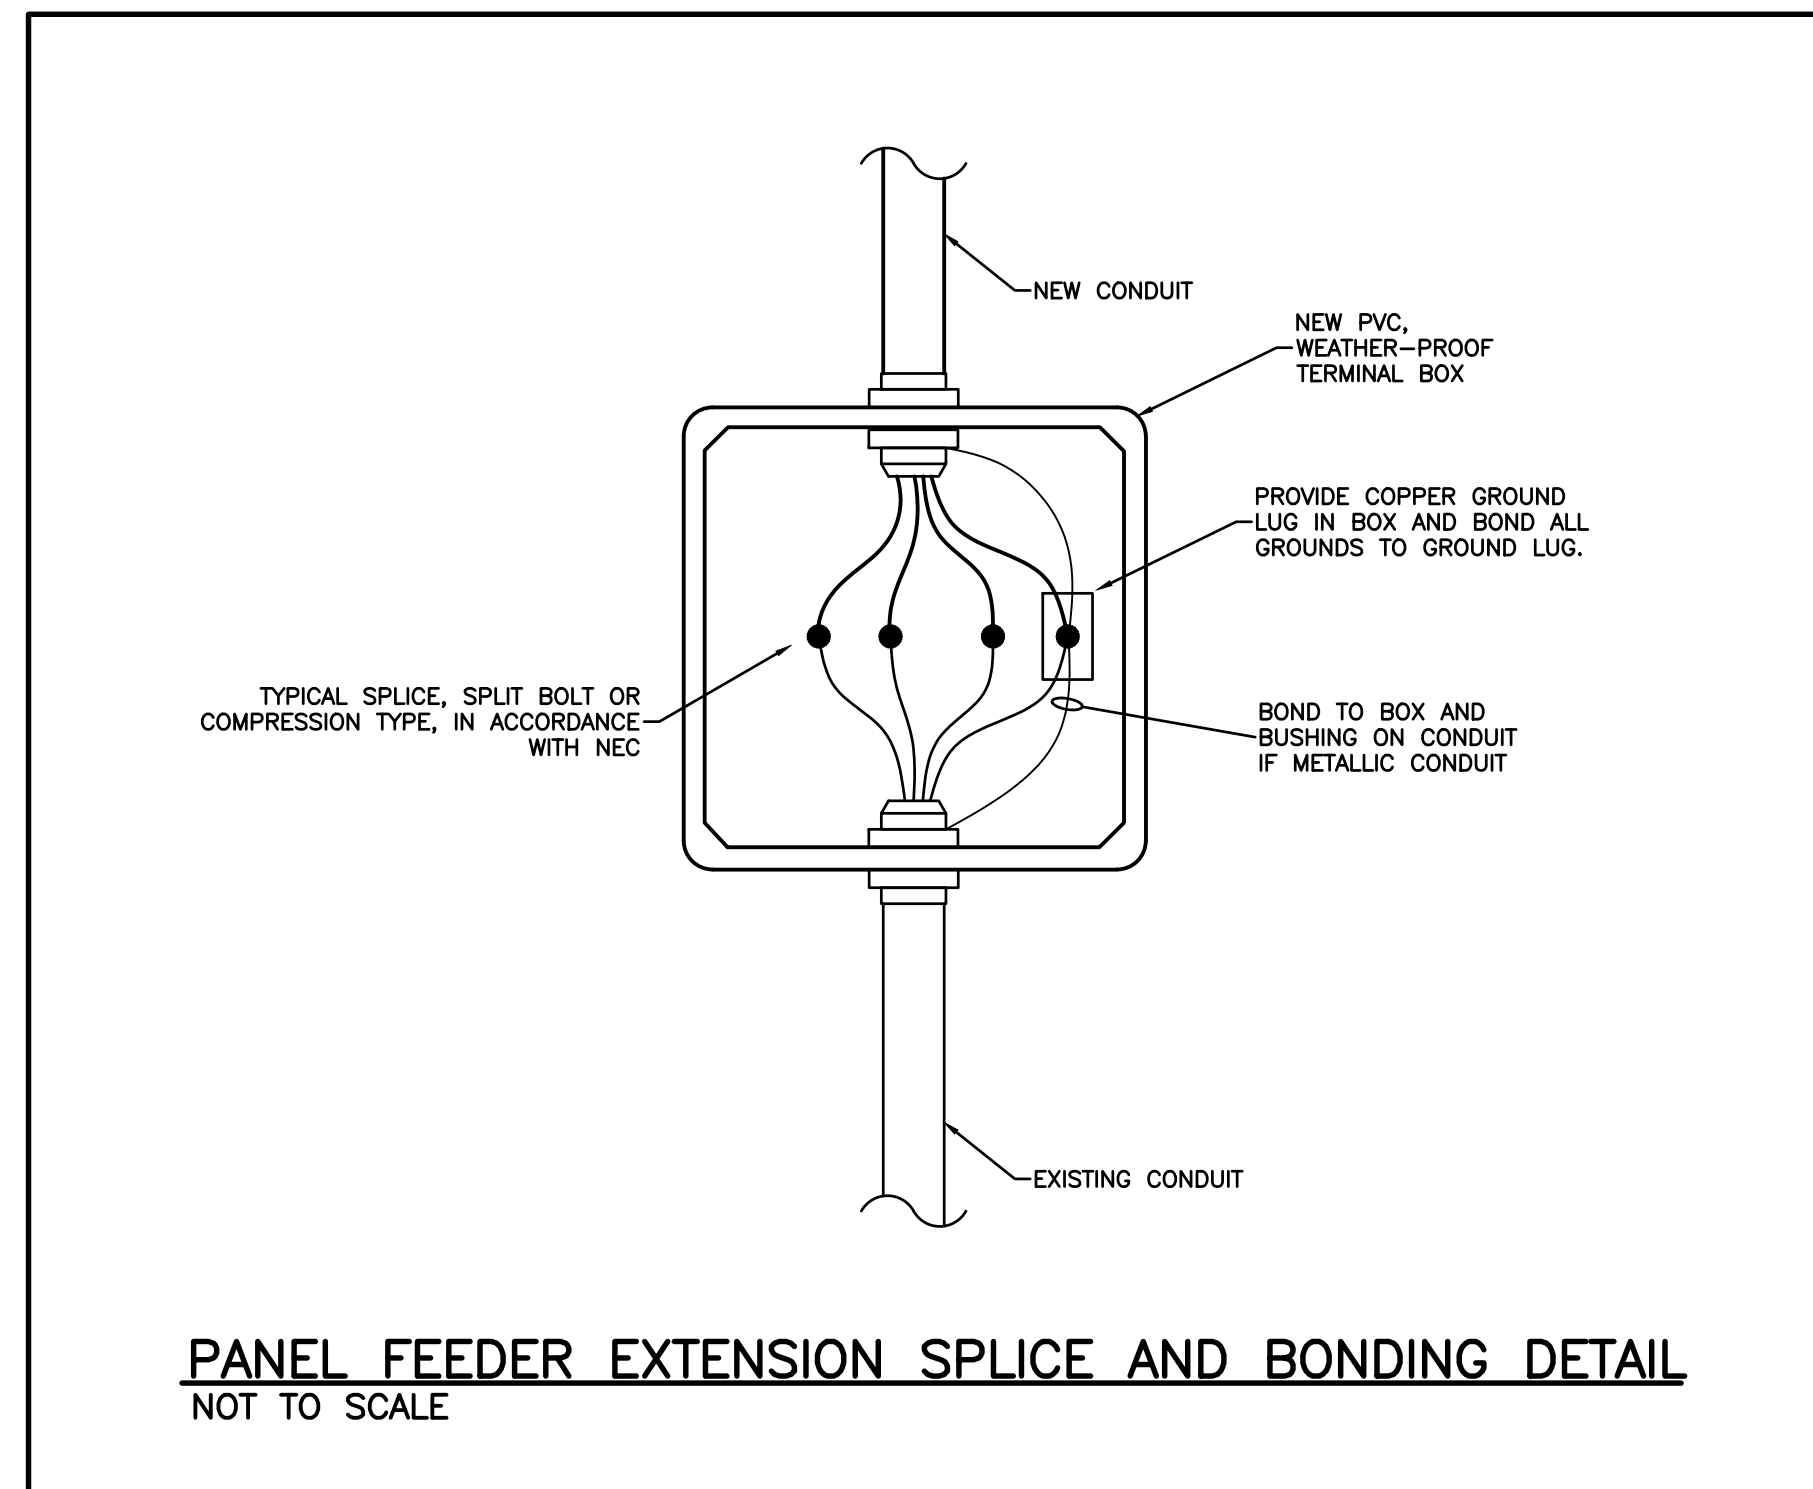 NEW CONDUIT
NEW PVC,
WEATHER-PROOF
TERMINAL BOX
PROVIDE COPPER GROUND
LUG IN BOX AND BOND ALL
GROUNDS TO GROUND LUG.
TYPICAL SPLICE, SPLIT BOLT OR
COMPRESSION TYPE, IN ACCORDANCE
WITH NEC
BOND TO BOX AND
BUSHING ON CONDUIT
IF METALLIC CONDUIT
EXISTING CONDUIT
PANEL FEEDER EXTENSION SPLICE AND BONDING DETAIL
NOT TO SCALE